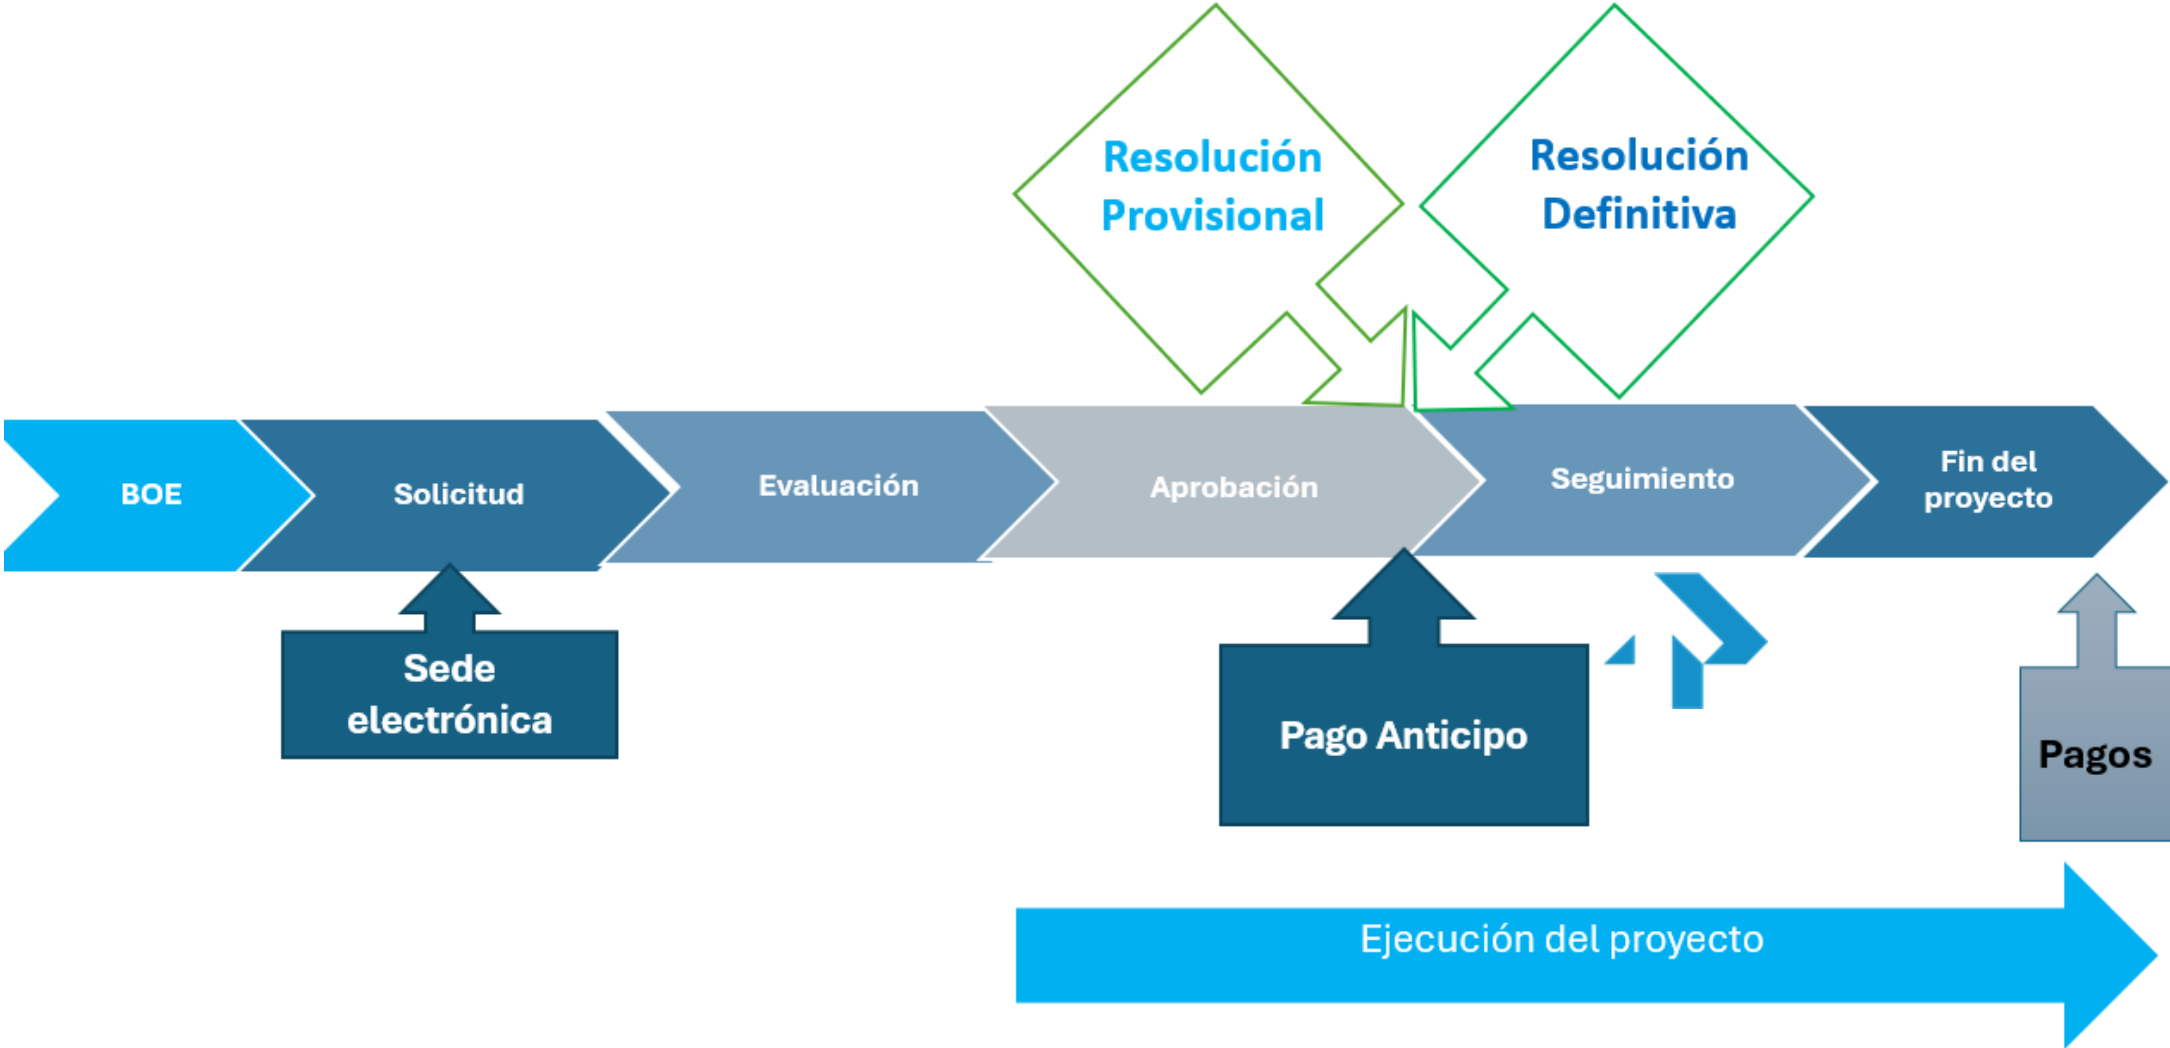 Resolución
Provisional
Resolución
Definitiva
BOE
Solicitud
Evaluación
Aprobación
Seguimiento
Fin del
proyecto
Sede
electrónica
Pago Anticipo
Pagos
Ejecución del proyecto